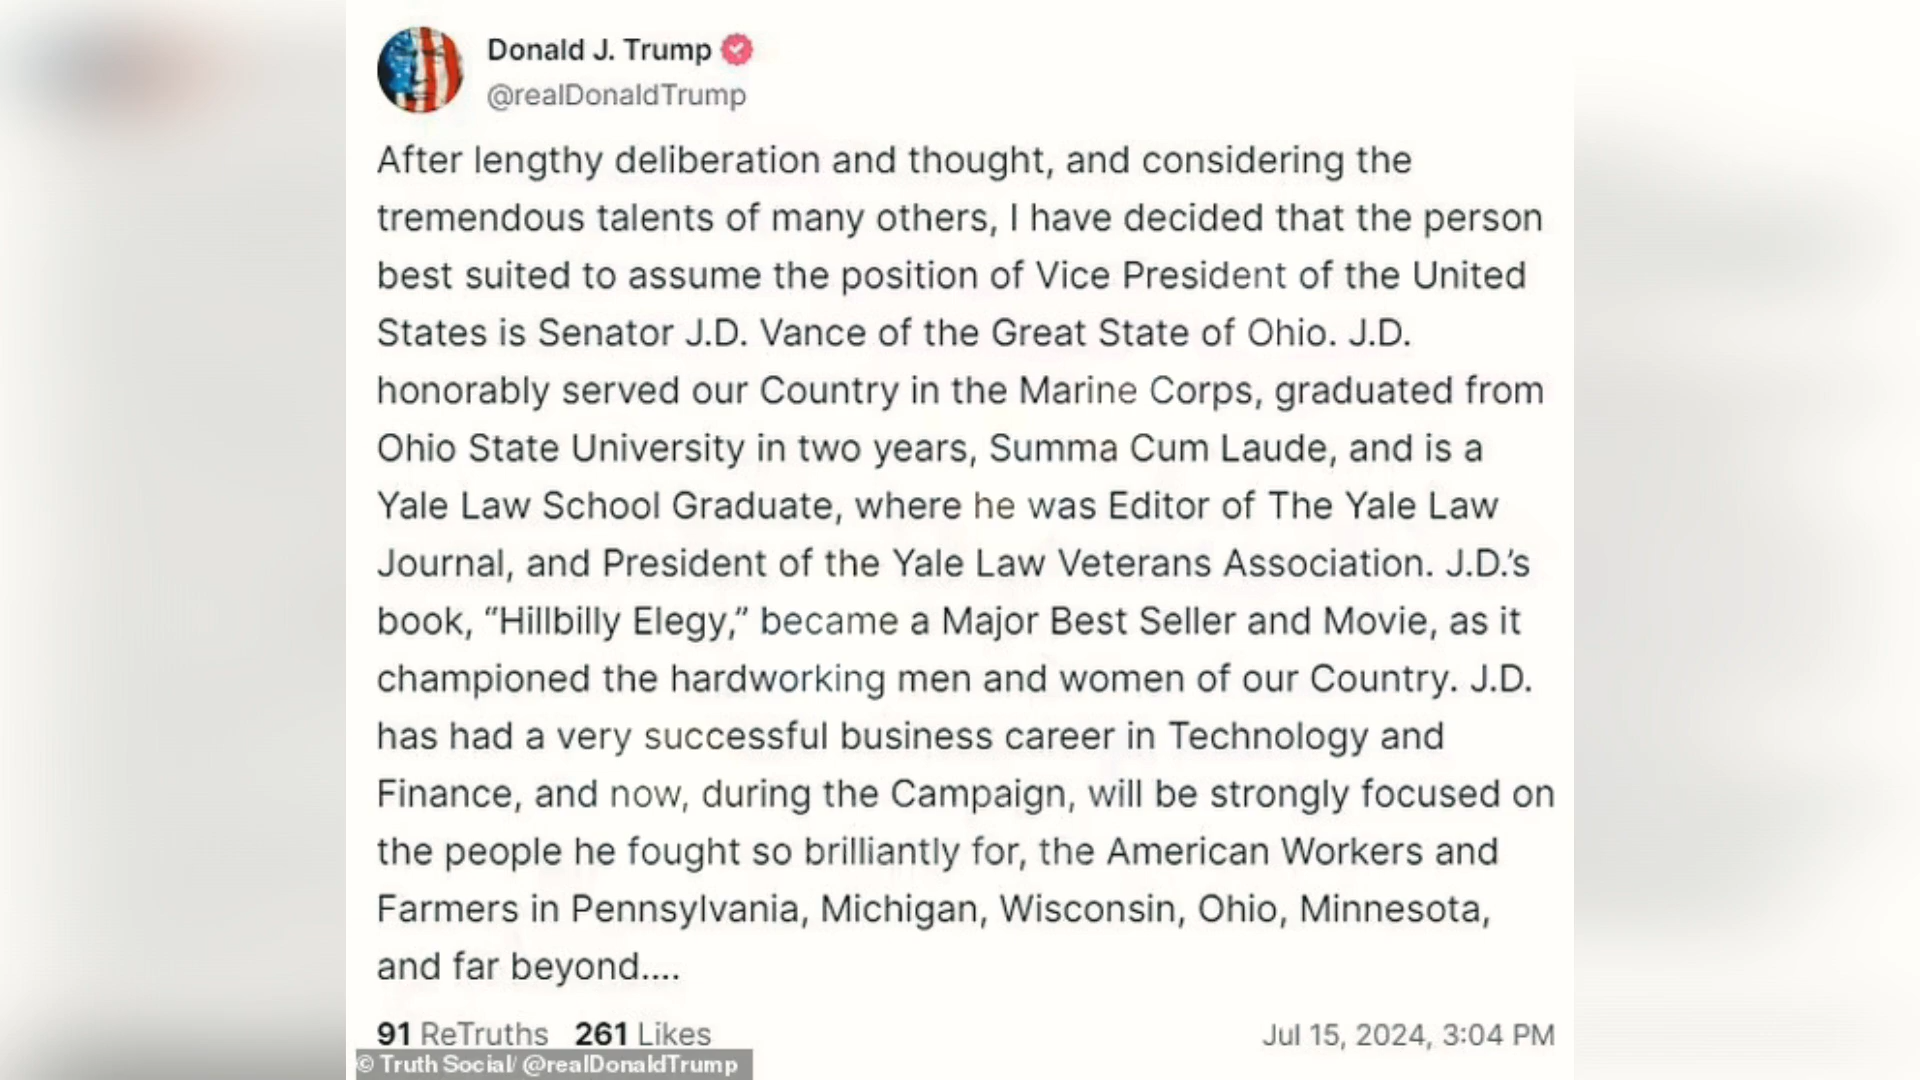 Donald J. Trump
@realDonaldTrump
After lengthy deliberation and thought, and considering the
tremendous talents of many others, I have decided that the person
best suited to assume the position of Vice President of the United
States is Senator J.D. Vance of the Great State of Ohio. J.D.
honorably served our Country in the Marine Corps, graduated from
Ohio State University in two years, Summa Cum Laude, and is a
Yale Law School Graduate, where he was Editor of The Yale Law
Journal, and President of the Yale Law Veterans Association. J.D.’s
book, “Hillbilly Elegy,” became a Major Best Seller and Movie, as it
championed the hardworking men and women of our Country. J.D.
has had a very successful business career in Technology and
Finance, and now, during the Campaign, will be strongly focused on
the people he fought so brilliantly for, the American Workers and
Farmers in Pennsylvania, Michigan, Wisconsin, Ohio, Minnesota,
and far beyond....
91 ReTruths 261 Likes Jul 15, 2024, 3:04 PM
© Truth Social/ @realDonaldTrump